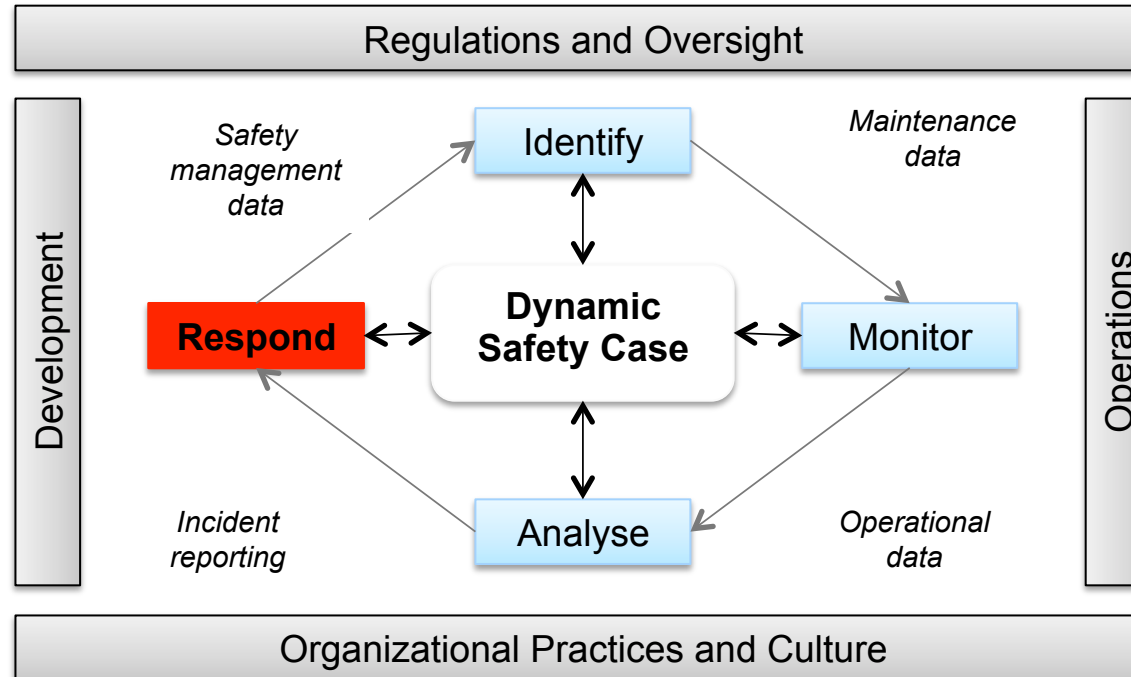 Regulations and Oversight
Safety
management
data
Identify
Maintenance
data
Development
Respond
Dynamic
Safety Case
Monitor
Operations
Incident
reporting
Analyse
Operational
data
Organizational Practices and Culture